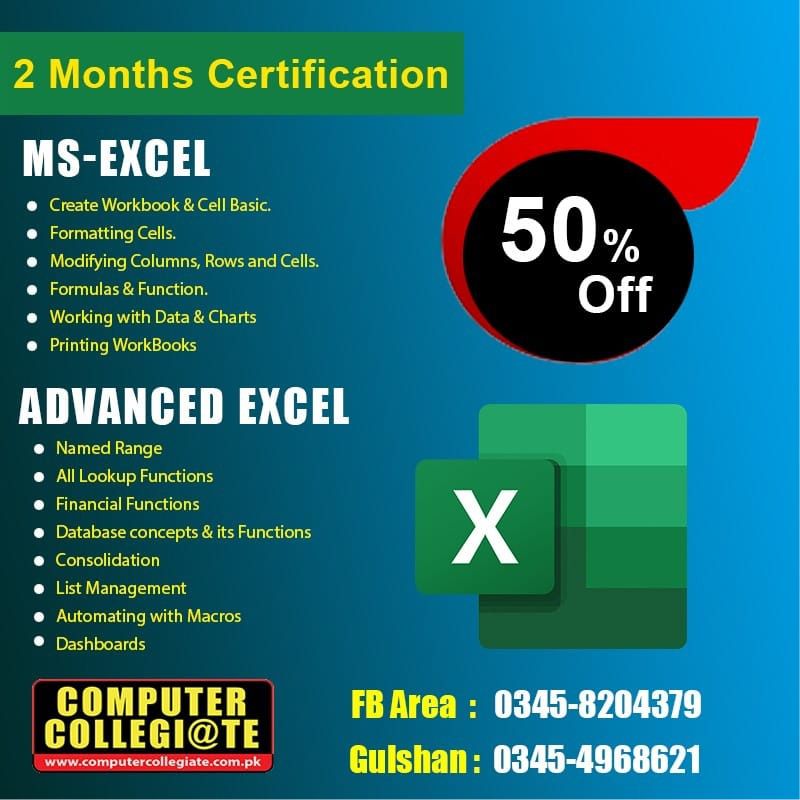 2 Months Certification
MS-EXCEL
Create Workbook & Cell Basic.
Formatting Cells.
Modifying Columns, Rows and Cells.
Formulas & Function.
Working with Data & Charts
Printing WorkBooks
50%
Off
ADVANCED EXCEL
Named Range
All Lookup Functions
Financial Functions
Database concepts & its Functions
Consolidation
List Management
Automating with Macros
Dashboards
X
COMPUTER
COLLEGI@TE
www.computercollegiate.com.pk
FB Area : 0345-8204379
Gulshan : 0345-4968621